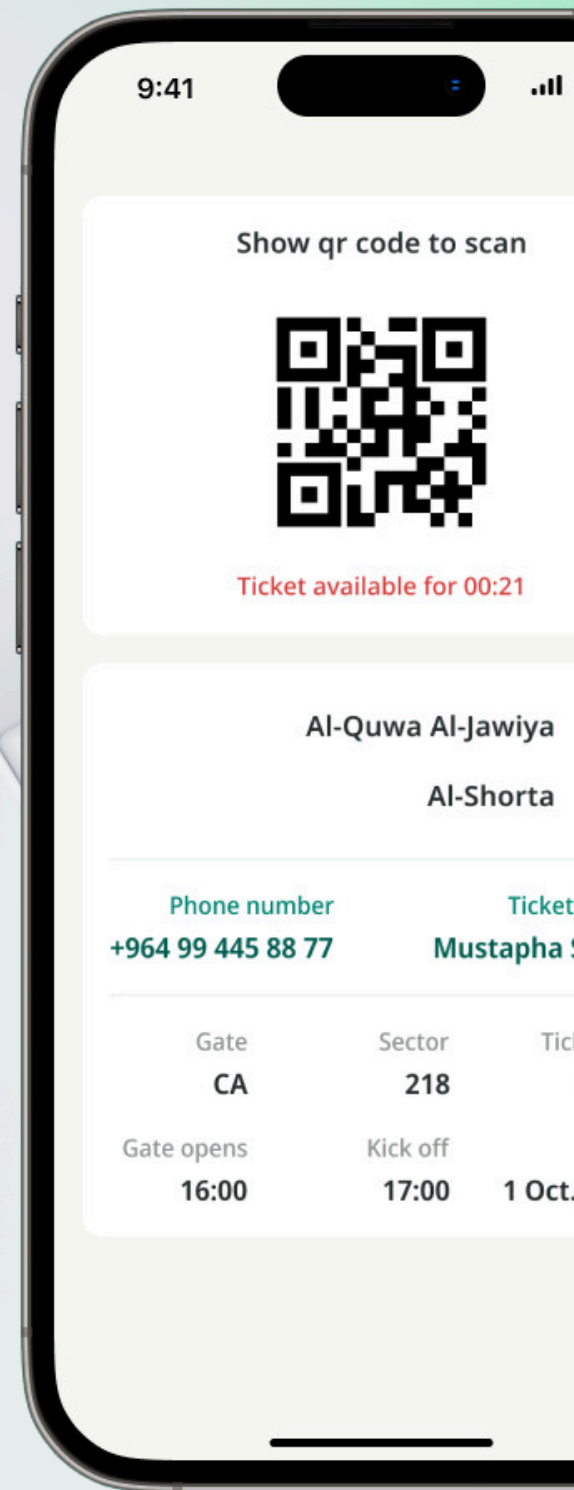 9:41
Show qr code to scan
Ticket available for 00:21
Al-Quwa Al-Jawiya
Al-Shorta
Phone number Ticket
+964 99 445 88 77 Mustapha
Gate Sector
CA 218
Gate opens Kick off
16:00 17:00 1 Oct.